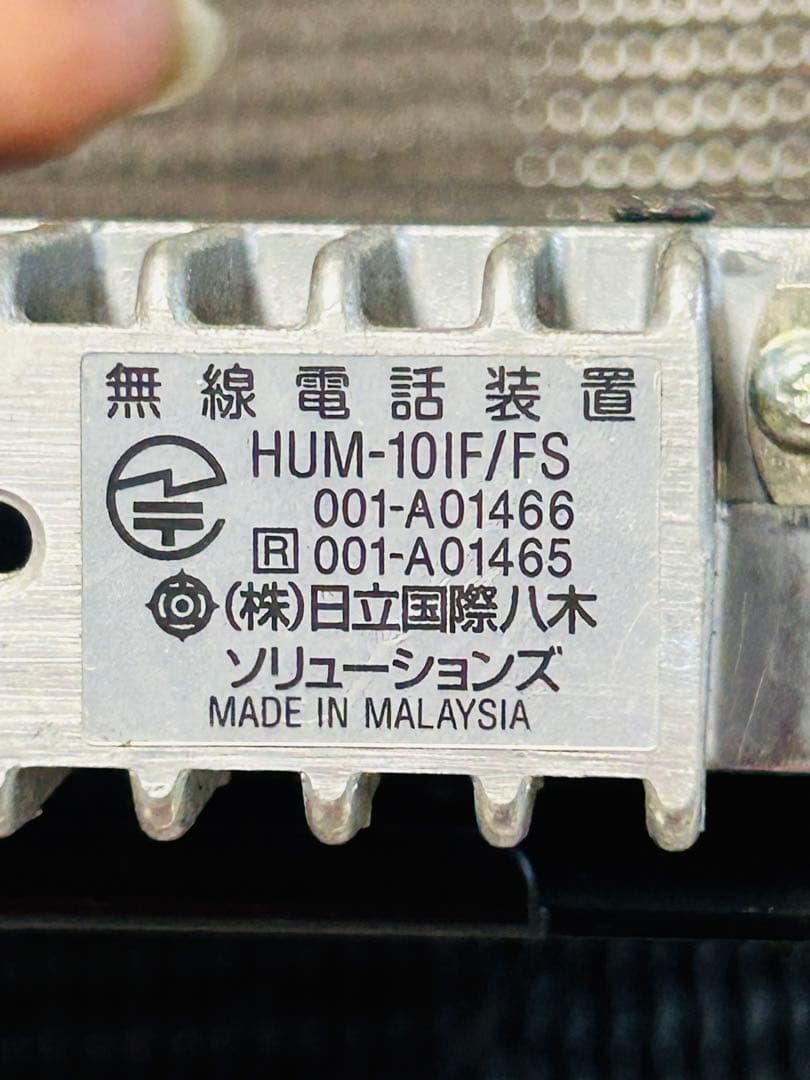 無線電話装置
HUM-101F/FS
001-A01466
R 001-A01465
(株)日立国際八木
ソリューションズ
MADE IN MALAYSIA